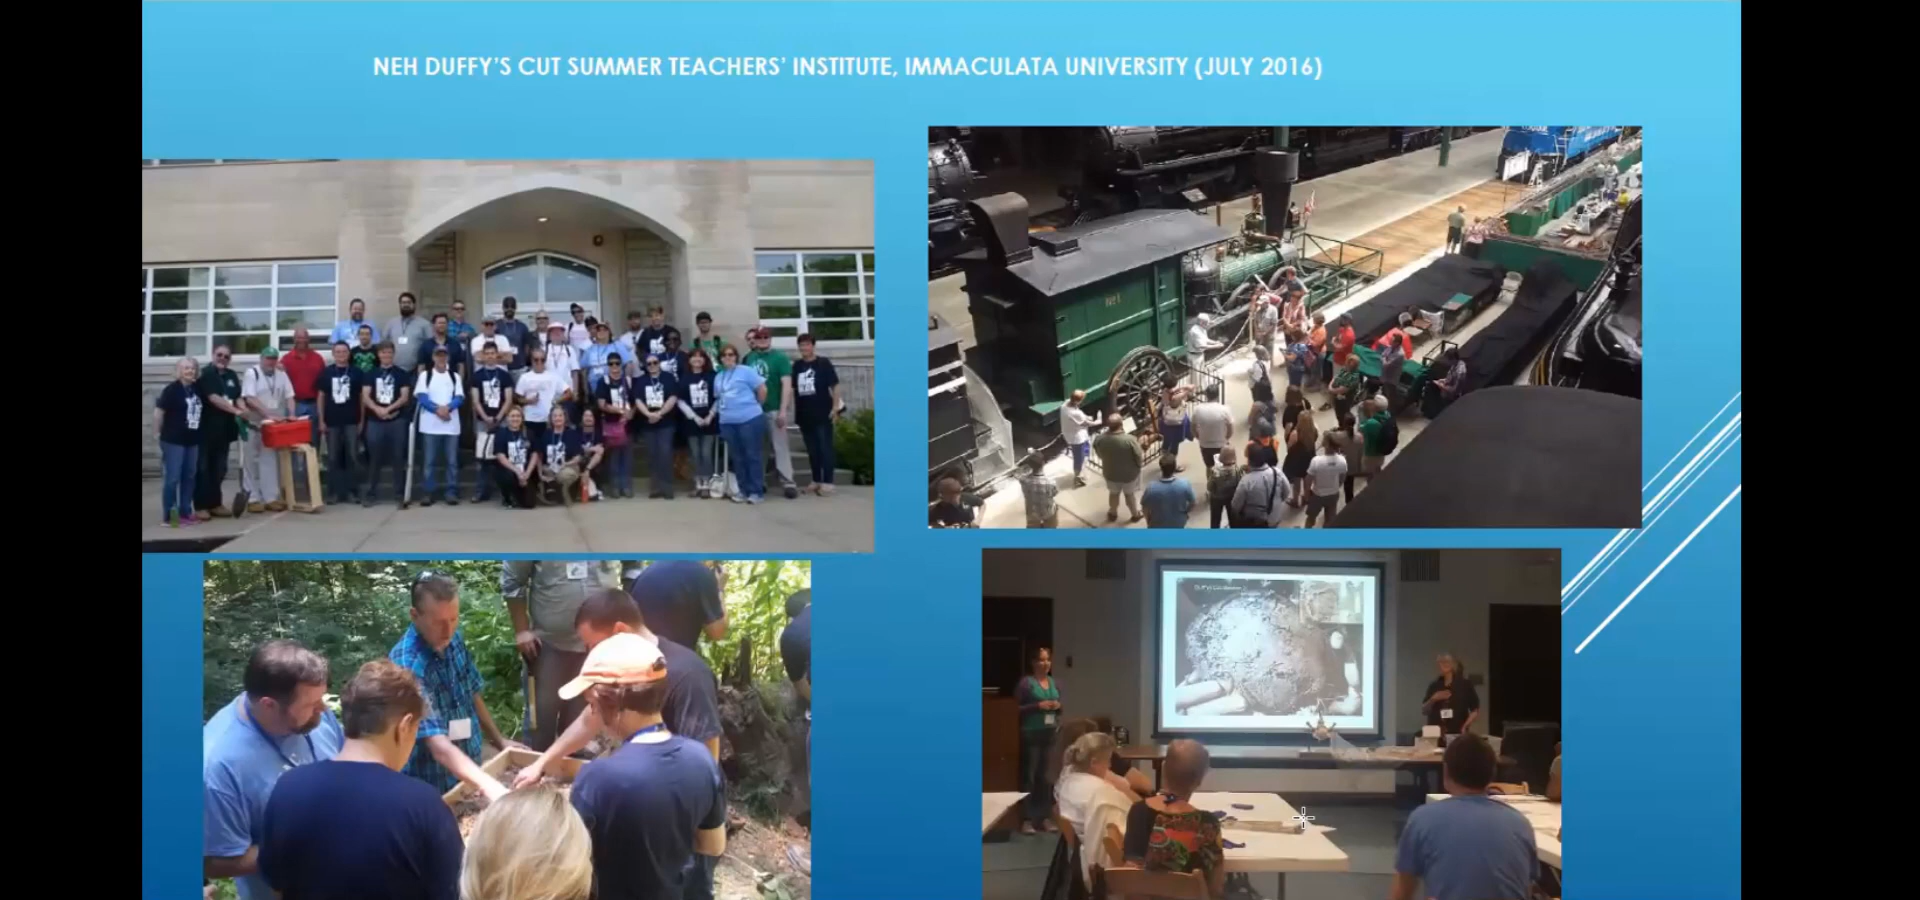 NEH DUFFY'S CUT SUMMER TEACHERS' INSTITUTE, IMMACULATA UNIVERSITY (JULY 2016)